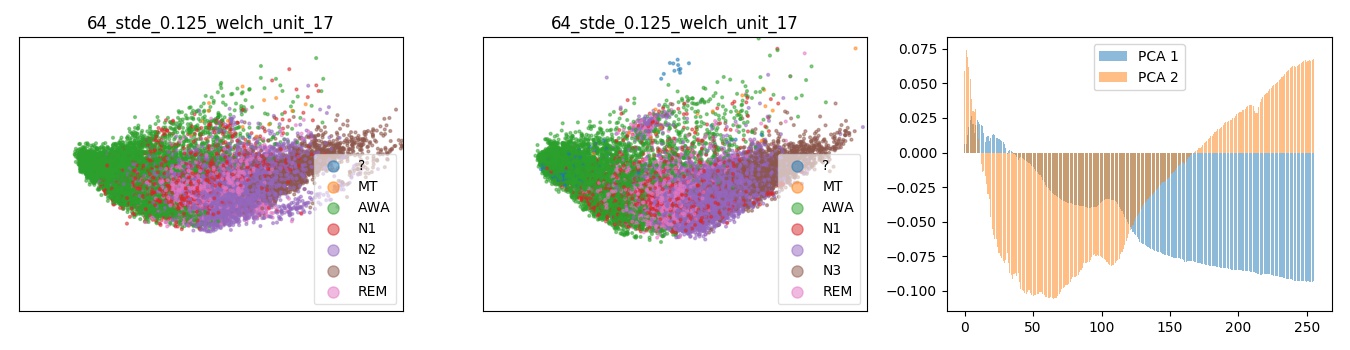 64_stde_0.125_welch_unit_17
?
MT
AWA
N1
N2
N3
REM
64_stde_0.125_welch_unit_17
?
MT
AWA
N1
N2
N3
REM
PCA 1
PCA 2
0.075
0.050
0.025
0.000
−0.025
−0.050
−0.075
−0.100
0 50 100 150 200 250